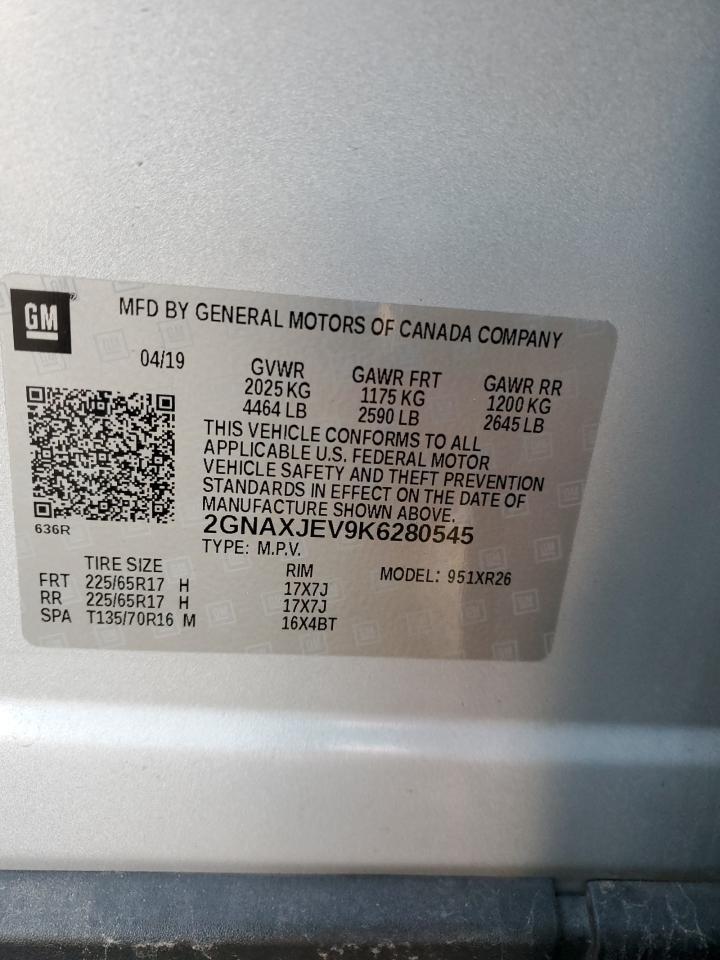 GM
MFD BY GENERAL MOTORS OF CANADA COMPANY
04/19
GVWR GAWR FRT GAWR RR
2025 KG 1175 KG 1200 KG
4464 LB 2590 LB 2645 LB
THIS VEHICLE CONFORMS TO ALL
APPLICABLE U.S. FEDERAL MOTOR
VEHICLE SAFETY AND THEFT PREVENTION
STANDARDS IN EFFECT ON THE DATE OF
MANUFACTURE SHOWN ABOVE.
636R
2GNAXJEV9K6280545
TYPE: M.P.V.
TIRE SIZE RIM MODEL: 951XR26
FRT 225/65R17 H 17X7J
RR 225/65R17 H 17X7J
SPA T135/70R16 M 16X4BT